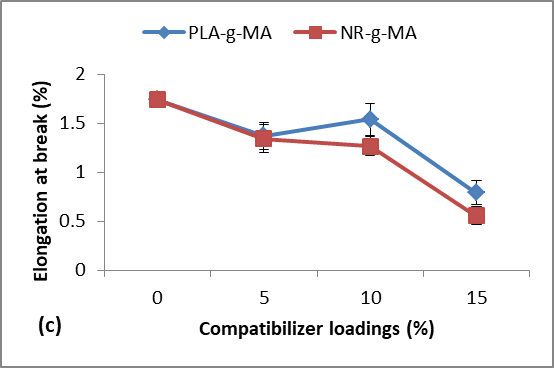 PLA-g-MA NR-g-MA
2
1.5
1
0.5
0
Elongation at break (%)
0 5 10 15
(c) Compatibilizer loadings (%)